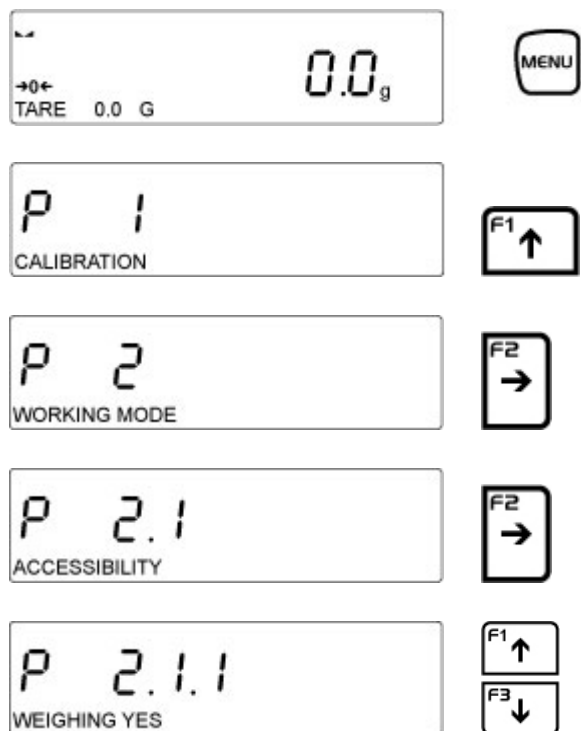 0.0 g
→0←
TARE 0.0 G
MENU
P 1
CALIBRATION
F1 ↑
P 2
WORKING MODE
F2 →
P 2.1
ACCESSIBILITY
F2 →
P 2.1.1
WEIGHING YES
F1 ↑
F3 ↓